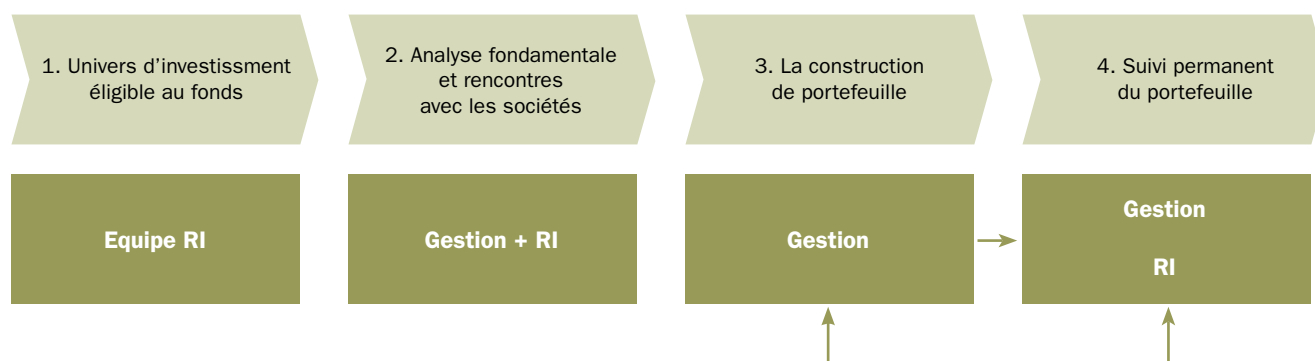 1. Univers d'investissment
éligible au fonds
2. Analyse fondamentale
et rencontres
avec les sociétés
3. La construction
de portefeuille
4. Suivi permanent
du portefeuille
Equipe RI
Gestion + RI
Gestion
Gestion
RI